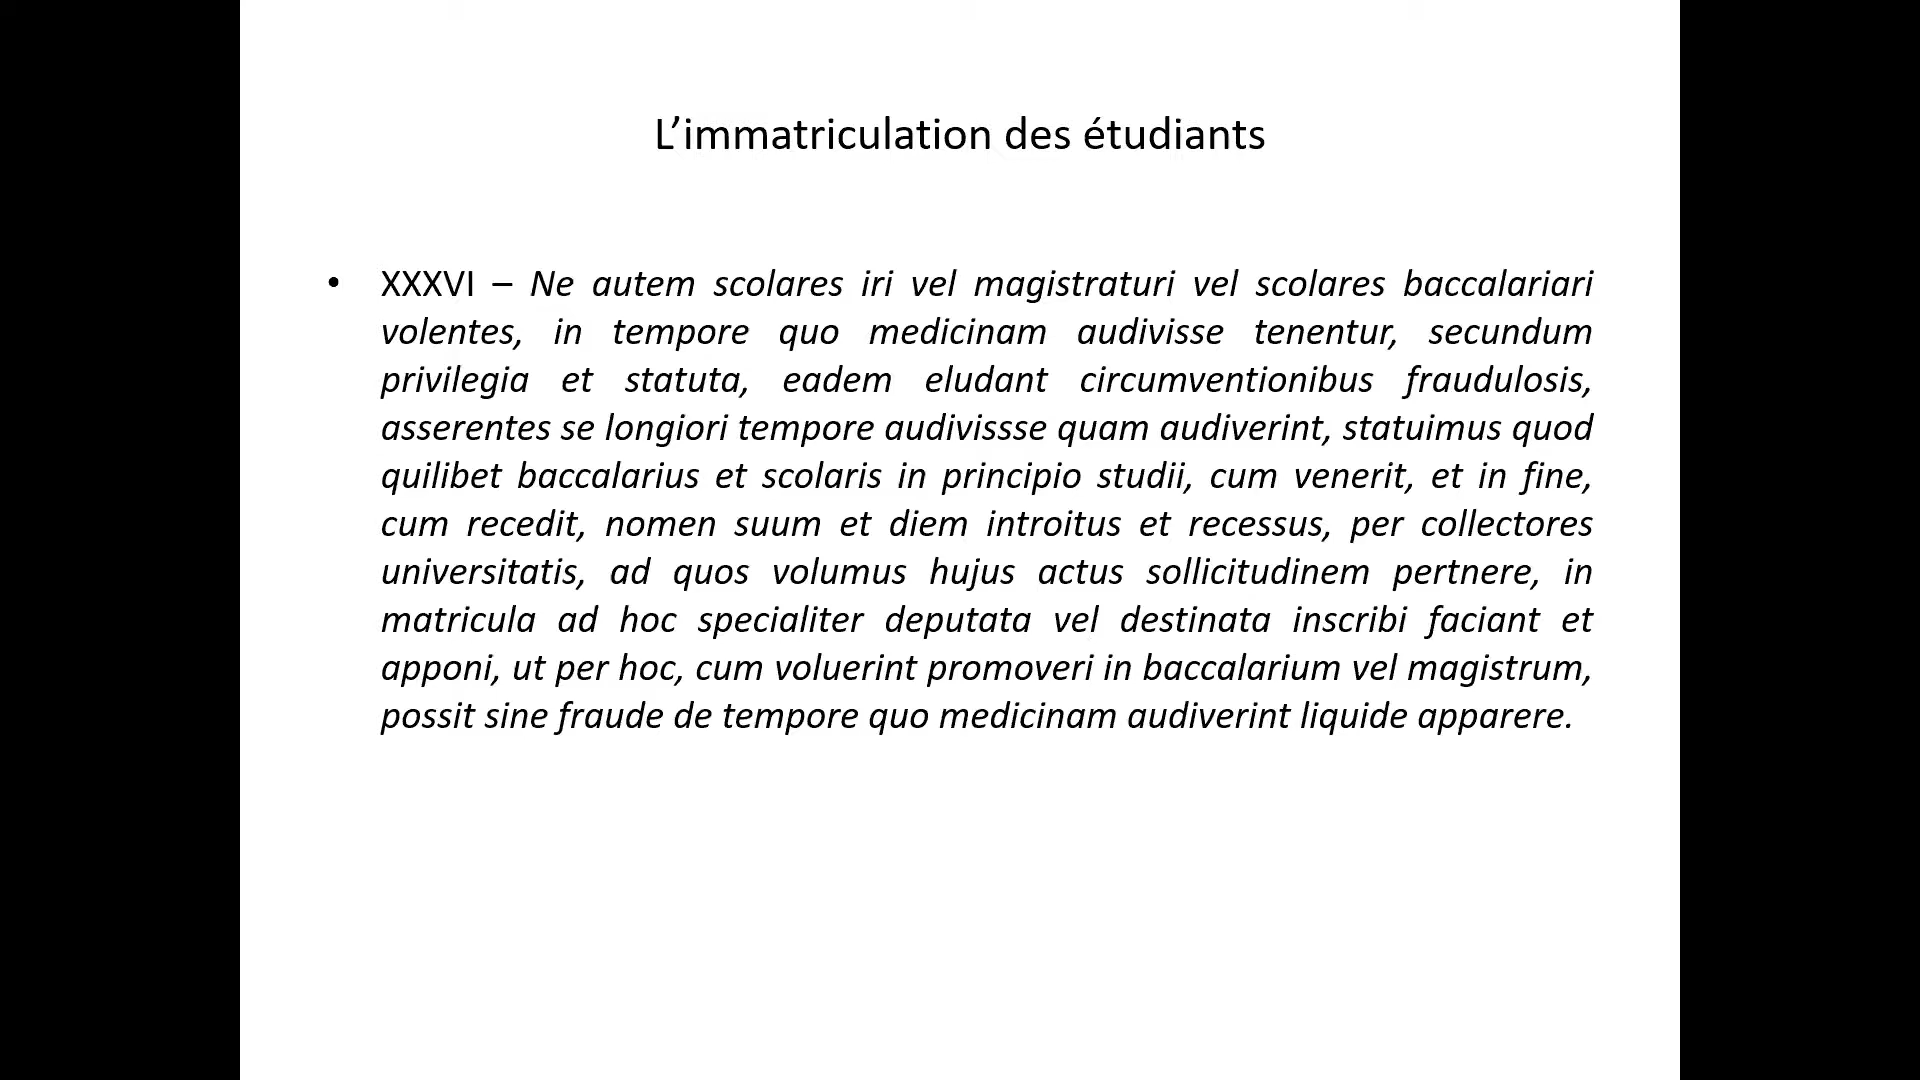 L’immatriculation des étudiants
• XXXVI – Ne autem scolares iri vel magistraturi vel scolares baccalariari
volentes, in tempore quo medicinam audivisse tenentur, secundum
privilegia et statuta, eadem eludant circumventionibus fraudulosis,
asserentes se longiori tempore audivissse quam audiverint, statuimus quod
quilibet baccalarius et scolaris in principio studii, cum venerit, et in fine,
cum recedit, nomen suum et diem introitus et recessus, per collectores
universitatis, ad quos volumus hujus actus sollicitudinem pertnere, in
matricula ad hoc specialiter deputata vel destinata inscribi faciant et
apponi, ut per hoc, cum voluerint promoveri in baccalarium vel magistrum,
possit sine fraude de tempore quo medicinam audiverint liquide apparere.